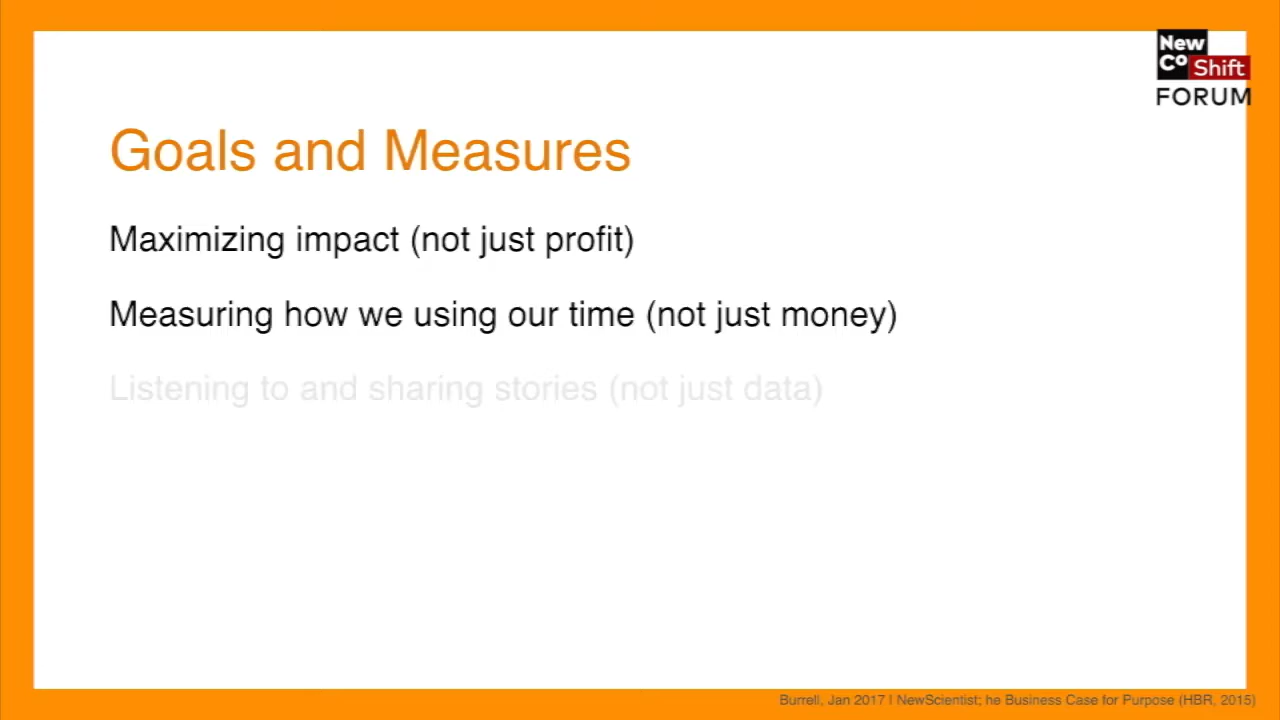 New
Co Shift
FORUM
Goals and Measures
Maximizing impact (not just profit)
Measuring how we using our time (not just money)
Listening to and sharing stories (not just data)
Burrell, Jan 2017 I NewScientist; he Business Case for Purpose (HBR, 2015)